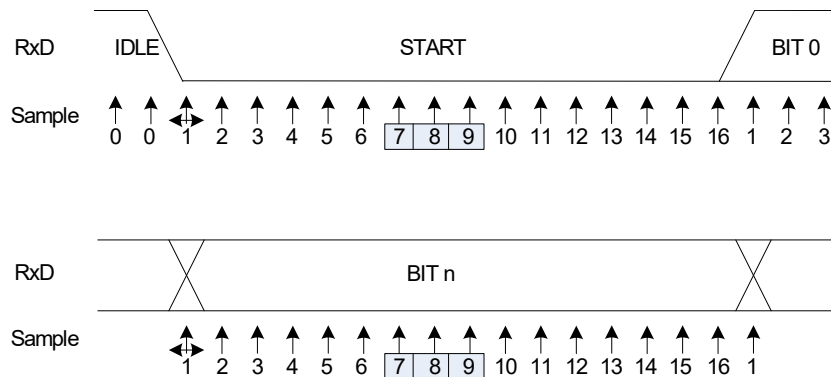 RxD IDLE START BIT 0
Sample
0 0 1 2 3 4 5 6 7 8 9 10 11 12 13 14 15 16 1 2 3
RxD BIT n
Sample
1 2 3 4 5 6 7 8 9 10 11 12 13 14 15 16 1